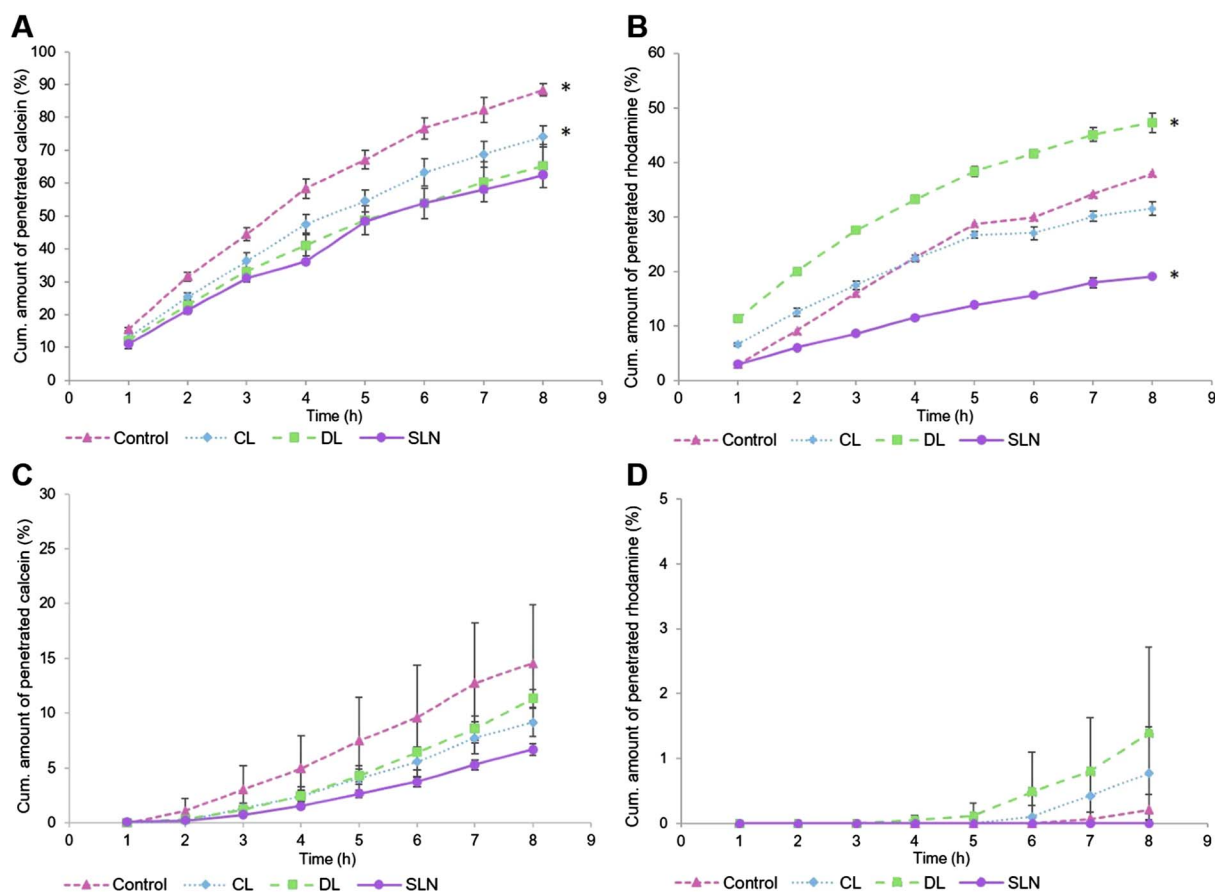 A
Cum. amount of penetrated calcein (%)
100
90
80
70
60
50
40
30
20
10
0
0 1 2 3 4 5 6 7 8 9
*
*
Time (h)
Control CL DL SLN
B
Cum. amount of penetrated rhodamine (%)
60
50
40
30
20
10
0
0 1 2 3 4 5 6 7 8 9
*
*
Time (h)
Control CL DL SLN
C
Cum. amount of penetrated calcein (%)
30
25
20
15
10
5
0
0 1 2 3 4 5 6 7 8 9
Time (h)
Control CL DL SLN
D
Cum. amount of penetrated rhodamine (%)
5
4
3
2
1
0
0 1 2 3 4 5 6 7 8 9
Time (h)
Control CL DL SLN